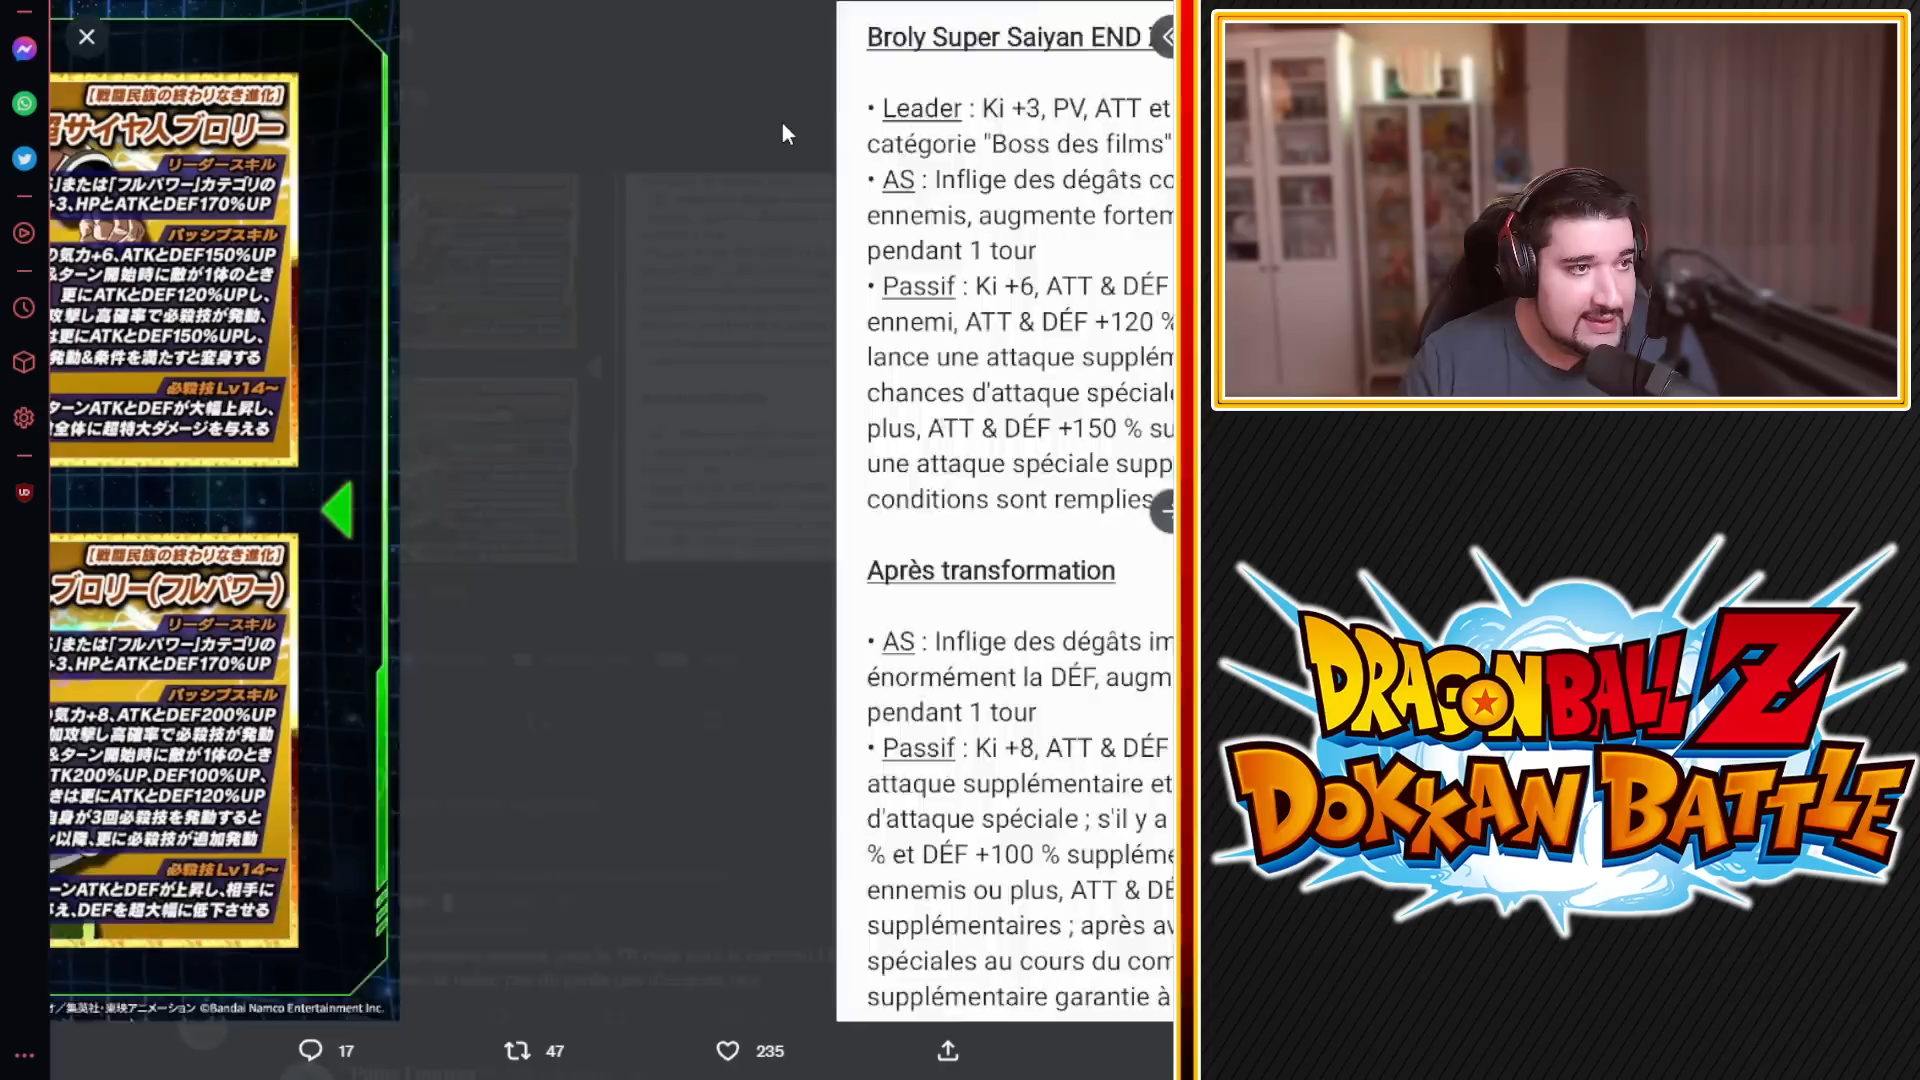 [戦闘民族の終わりなき進化]
超サイヤ人ブロリー
リーダースキル
」または「フルパワー」カテゴリの
+3、HPとATKとDEF170%UP
パッシブスキル
の気力+6、ATKとDEF150%UP
&ターン開始時に敵が1体のとき
更にATKとDEF120%UPし、
攻撃し高確率で必殺技が発動、
は更にATKとDEF150%UPし、
発動&条件を満たすと変身する
必殺技Lv14~
ターンATKとDEFが大幅上昇し、
全体に超特大ダメージを与える
[戦闘民族の終わりなき進化]
ブロリー(フルパワー)
リーダースキル
」または「フルパワー」カテゴリの
+3、HPとATKとDEF170%UP
パッシブスキル
気力+8、ATKとDEF200%UP
加攻撃し高確率で必殺技が発動
&ターン開始時に敵が1体のとき
TK200%UP、DEF100%UP、
きは更にATKとDEF120%UP
自身が3回必殺技を発動すると
ン以降、更に必殺技が追加発動
必殺技Lv14~
ーンATKとDEFが上昇し、相手に
え、DEFを超大幅に低下させる
/集英社・東映アニメーション ©Bandai Namco Entertainment Inc.
17
47
235
Broly Super Saiyan END
• Leader : Ki +3, PV, ATT et
catégorie "Boss des films"
• AS : Inflige des dégâts co
ennemis, augmente fortem
pendant 1 tour
• Passif : Ki +6, ATT & DÉF
ennemi, ATT & DÉF +120 %
lance une attaque supplém
chances d'attaque spéciale
plus, ATT & DÉF +150 % su
une attaque spéciale supp
conditions sont remplies
Après transformation
• AS : Inflige des dégâts im
énormément la DÉF, augm
pendant 1 tour
• Passif : Ki +8, ATT & DÉF
attaque supplémentaire et
d'attaque spéciale ; s'il y a
% et DÉF +100 % suppléme
ennemis ou plus, ATT & DÉ
supplémentaires ; après av
spéciales au cours du com
supplémentaire garantie à
DRAGON BALL Z
DOKKAN BATTLE